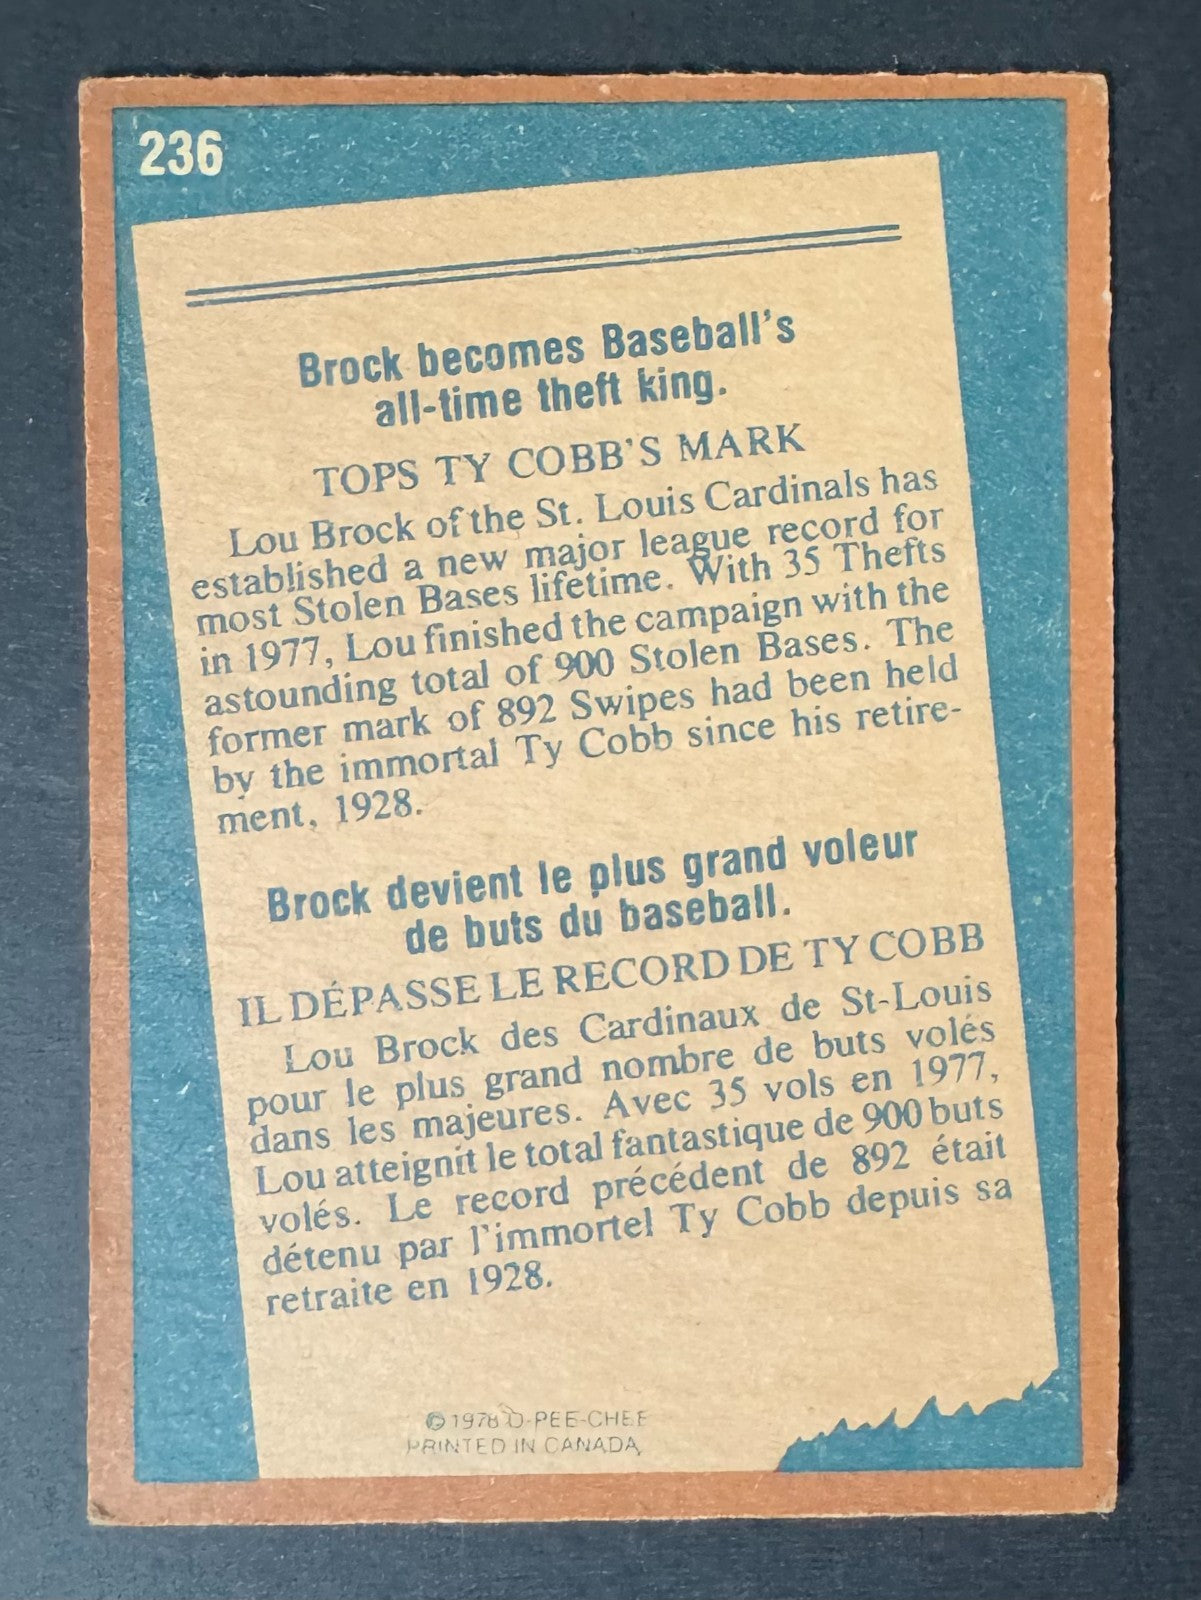 236
Brock becomes Baseball's
all-time theft king.
TOPS TY COBB'S MARK
Lou Brock of the St. Louis Cardinals has
established a new major league record for
most Stolen Bases lifetime. With 35 Thefts
in 1977, Lou finished the campaign with the
astounding total of 900 Stolen Bases. The
former mark of 892 Swipes had been held
by the immortal Ty Cobb since his retire-
ment, 1928.
Brock devient le plus grand voleur
de buts du baseball.
IL DÉPASSE LE RECORD DE TY COBB
Lou Brock des Cardinaux de St-Louis
pour le plus grand nombre de buts volés
dans les majeures. Avec 35 vols en 1977,
Lou atteignit le total fantastique de 900 buts
volés. Le record précédent de 892 était
détenu par l'immortel Ty Cobb depuis sa
retraite en 1928.
© 1978 O-PEE-CHEE
PRINTED IN CANADA